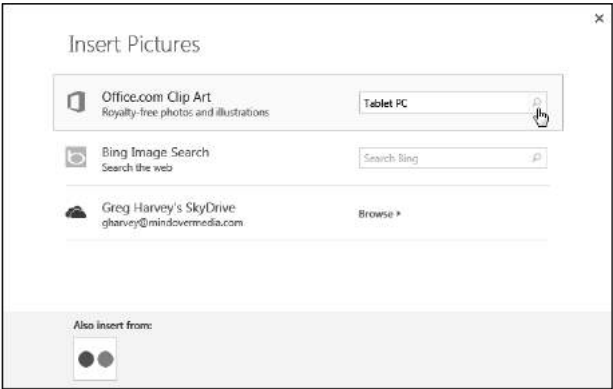 Insert Pictures
Office.com Clip Art
Royalty-free photos and illustrations
Tablet PC
Bing Image Search
Search the web
Search Bing
Greg Harvey's SkyDrive
gharvey@mindovermedia.com
Browse
Also insert from: